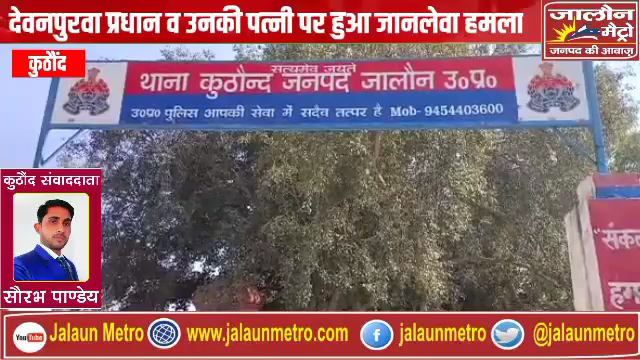 देवनपुरवा प्रधान व उनकी पत्नी पर हुआ जानलेवा हमला
जालौन मैट्रो
जनपद की आवाज़
कुठौंद
सत्यमेव जयते
थाना कुठौन्द जनपद जालौन उ०प्र०
उ०प्र० पुलिस आपकी सेवा में सदैव तत्पर है Mob- 9454403600
कुठौंद संवाददाता
सौरभ पाण्डेय
YouTube Jalaun Metro www.jalaunmetro.com jalaunmetro @jalaunmetro